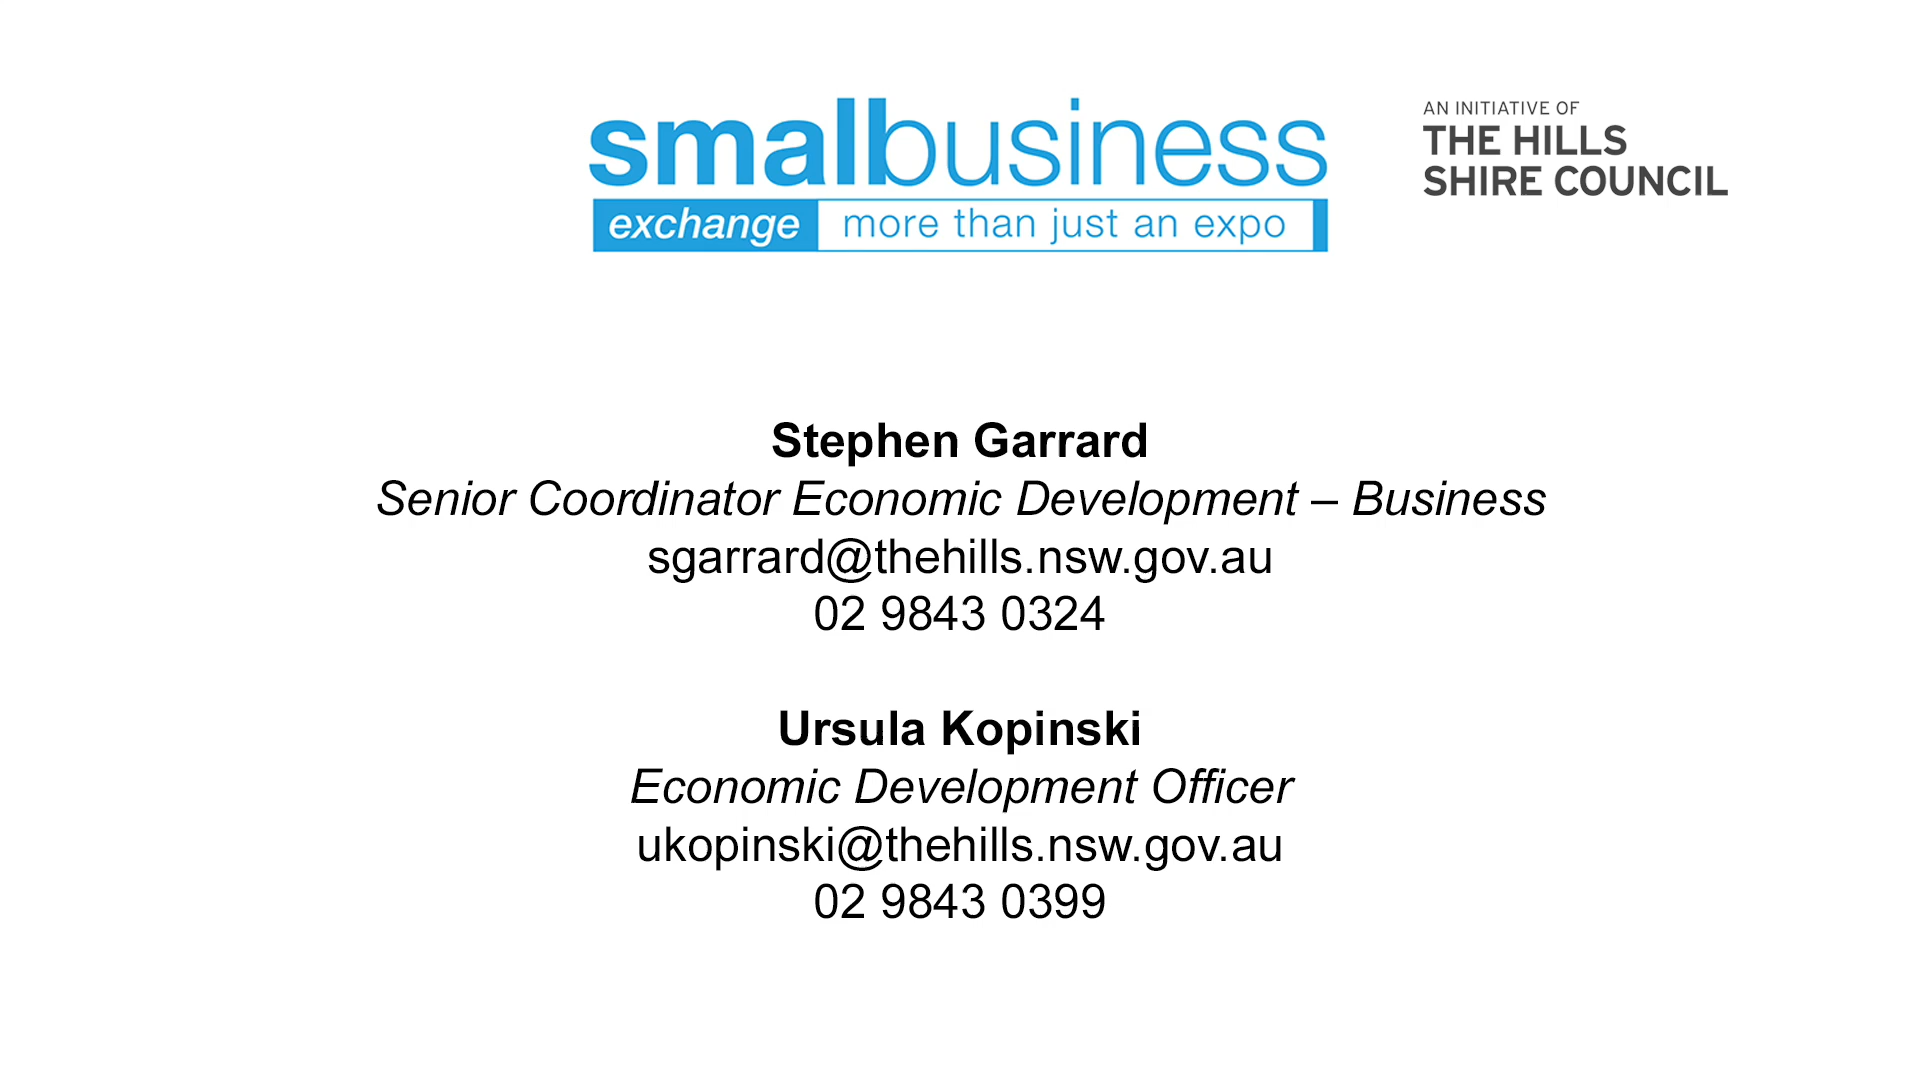 smallbusiness
exchange more than just an expo
AN INITIATIVE OF
THE HILLS
SHIRE COUNCIL
Stephen Garrard
Senior Coordinator Economic Development – Business
sgarrard@thehills.nsw.gov.au
02 9843 0324
Ursula Kopinski
Economic Development Officer
ukopinski@thehills.nsw.gov.au
02 9843 0399